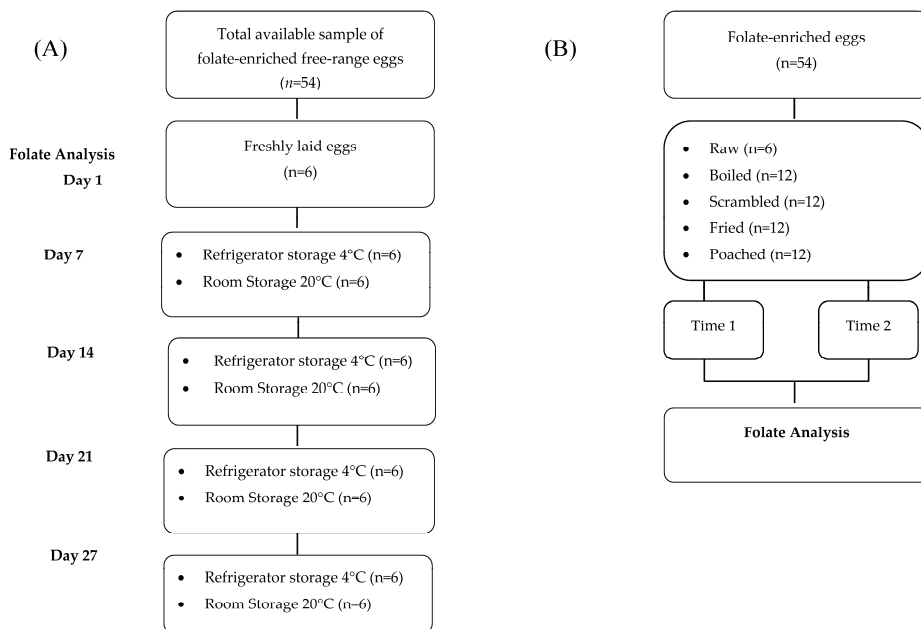 (A)
Total available sample of
folate-enriched free-range eggs
(n=54)
Folate Analysis
Day 1
Freshly laid eggs
(n=6)
Day 7
• Refrigerator storage 4°C (n=6)
• Room Storage 20°C (n=6)
Day 14
• Refrigerator storage 4°C (n=6)
• Room Storage 20°C (n=6)
Day 21
• Refrigerator storage 4°C (n=6)
• Room Storage 20°C (n=6)
Day 27
• Refrigerator storage 4°C (n=6)
• Room Storage 20°C (n=6)
(B)
Folate-enriched eggs
(n=54)
• Raw (n=6)
• Boiled (n=12)
• Scrambled (n=12)
• Fried (n=12)
• Poached (n=12)
Time 1
Time 2
Folate Analysis